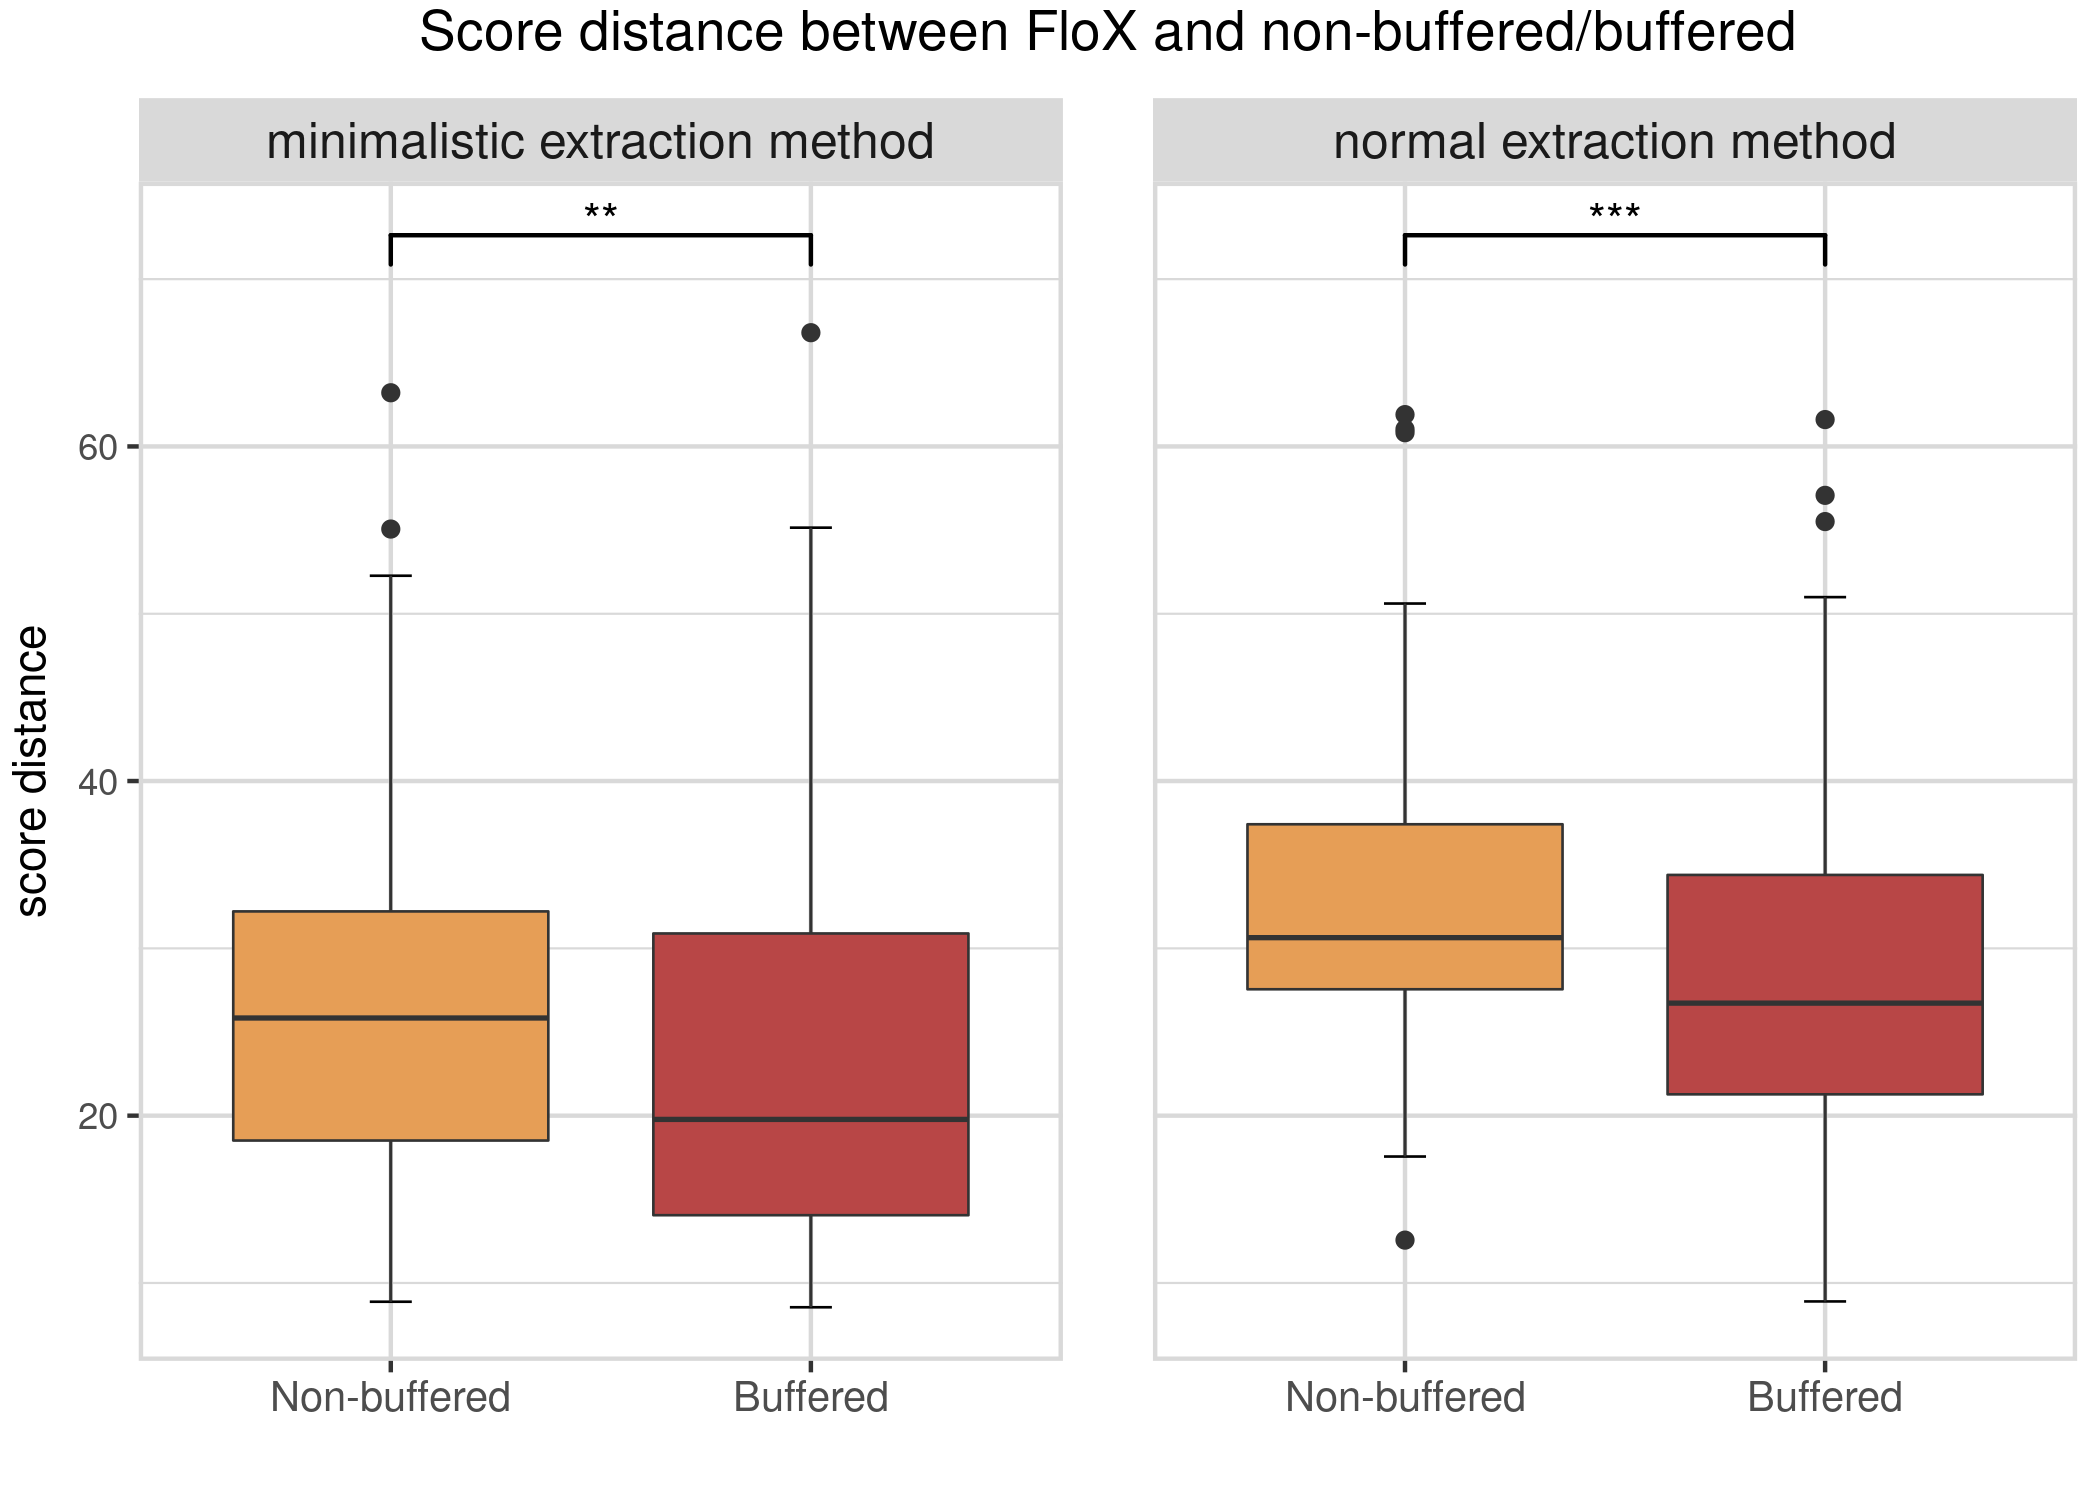 Score distance between FloX and non-buffered/buffered
minimalistic extraction method
normal extraction method
**
***
60
40
20
score distance
Non-buffered
Buffered
Non-buffered
Buffered